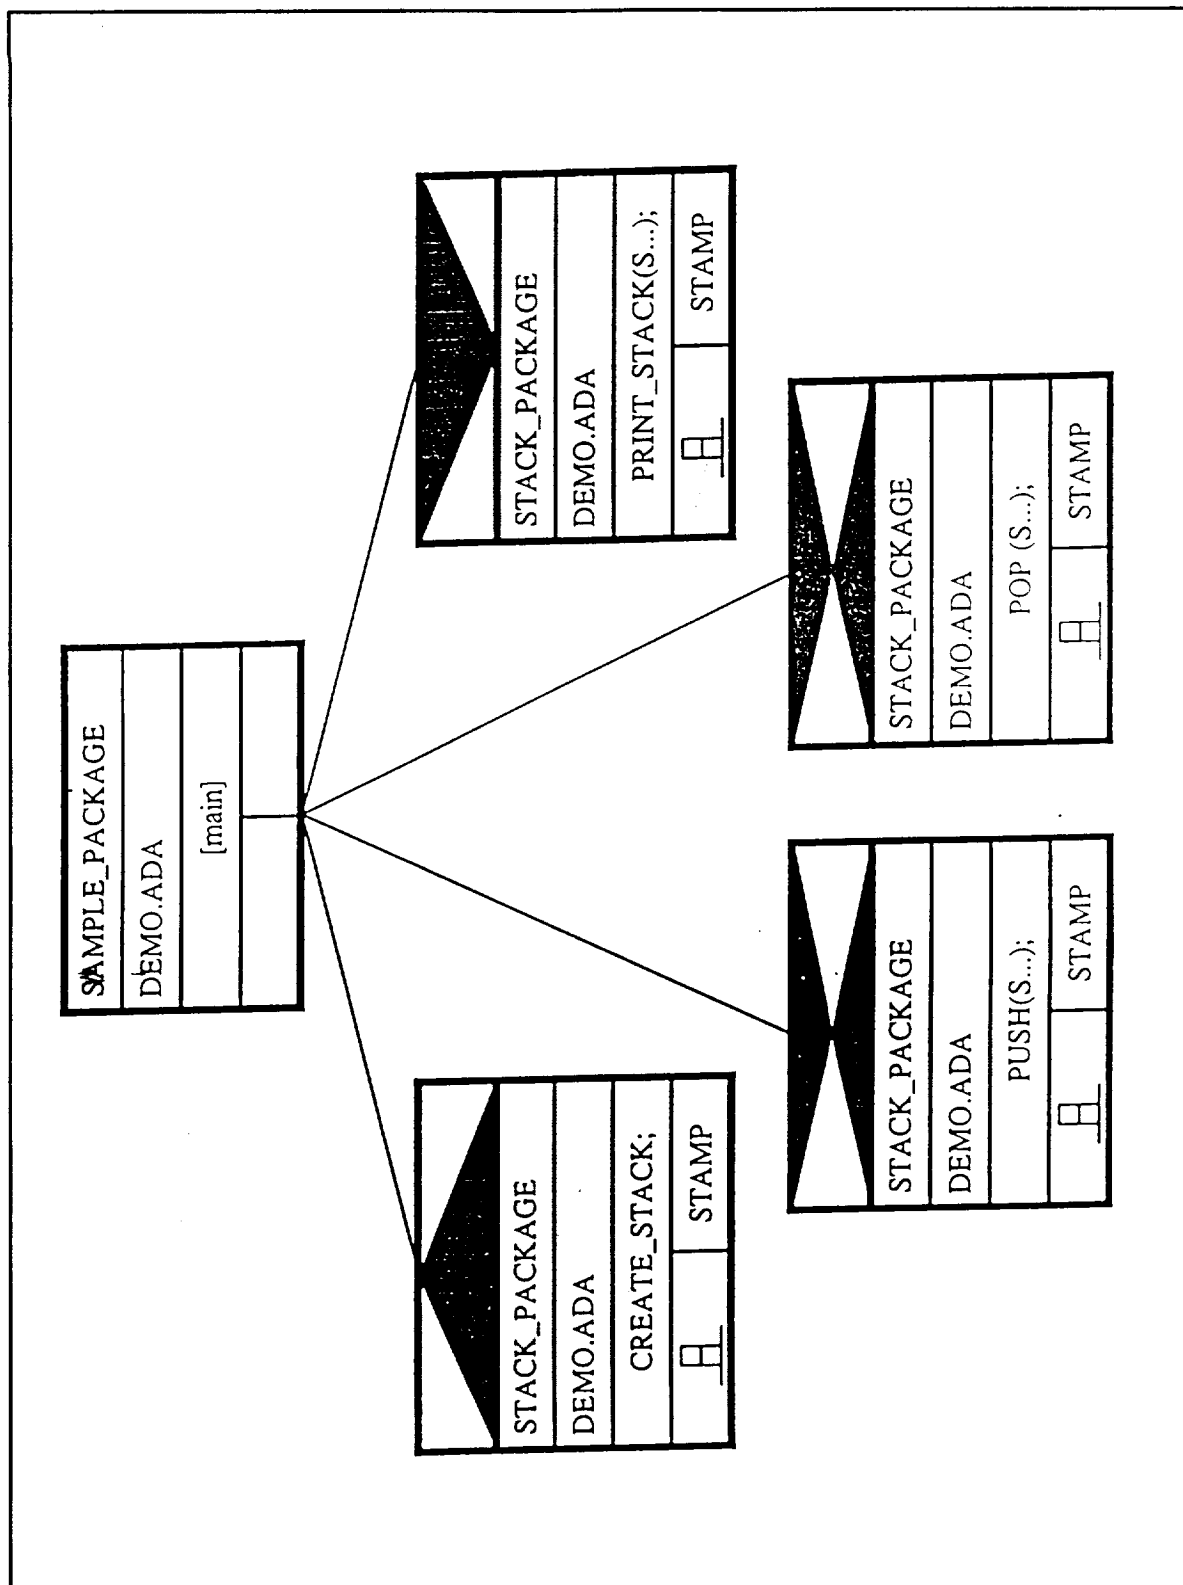 SAMPLE_PACKAGE
DEMO.ADA
[main]
STACK_PACKAGE
DEMO.ADA
CREATE_STACK;
STAMP
STACK_PACKAGE
DEMO.ADA
PUSH(S...);
STAMP
STACK_PACKAGE
DEMO.ADA
POP (S...);
STAMP
STACK_PACKAGE
DEMO.ADA
PRINT_STACK(S...);
STAMP